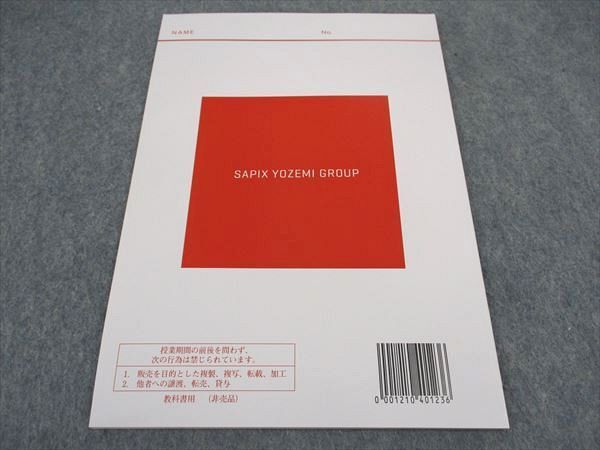 NAME No.
SAPIX YOZEMI GROUP
授業期間の前後を問わず、
次の行為は禁じられています。
1. 販売を目的とした複製、複写、転載、加工
2. 他者への譲渡、転売、貸与
教科書用 (非売品)
0 001210 401236